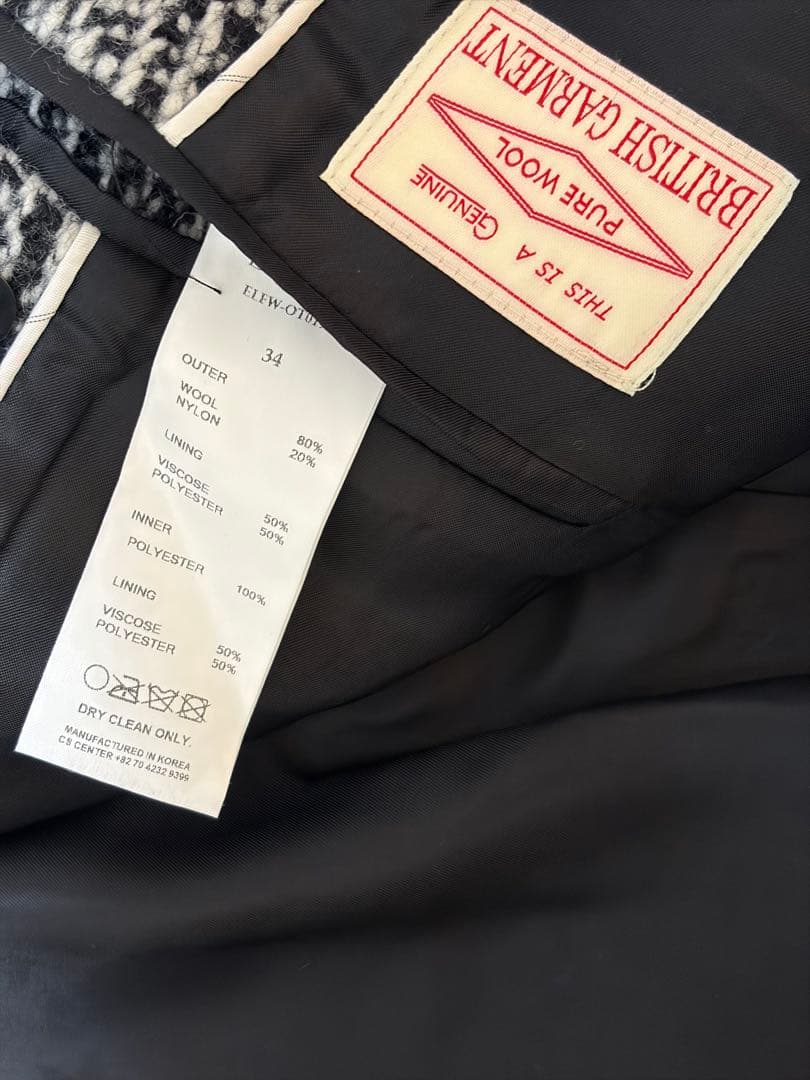 BRITISH GARMENT
PURE WOOL
THIS IS A GENUINE
34
OUTER
WOOL 80%
NYLON 20%
LINING
VISCOSE 50%
POLYESTER 50%
INNER
POLYESTER 100%
LINING
VISCOSE 50%
POLYESTER 50%
DRY CLEAN ONLY.
MANUFACTURED IN KOREA
CS CENTER +82 70 4232 9399